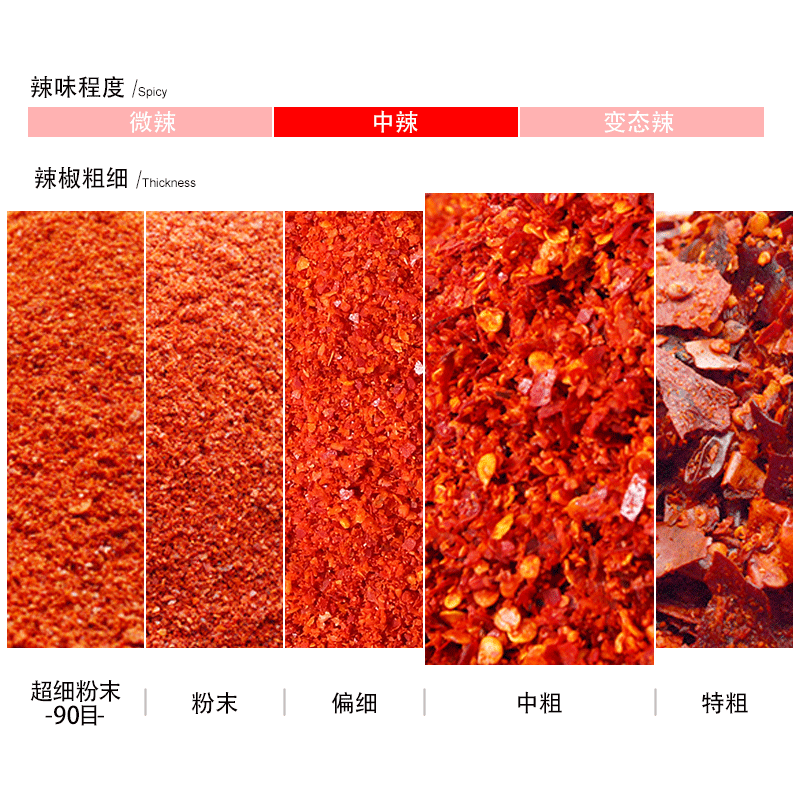 辣味程度 /Spicy
微辣 中辣 变态辣
辣椒粗细 /Thickness
超细粉末
-90目-
粉末
偏细
中粗
特粗